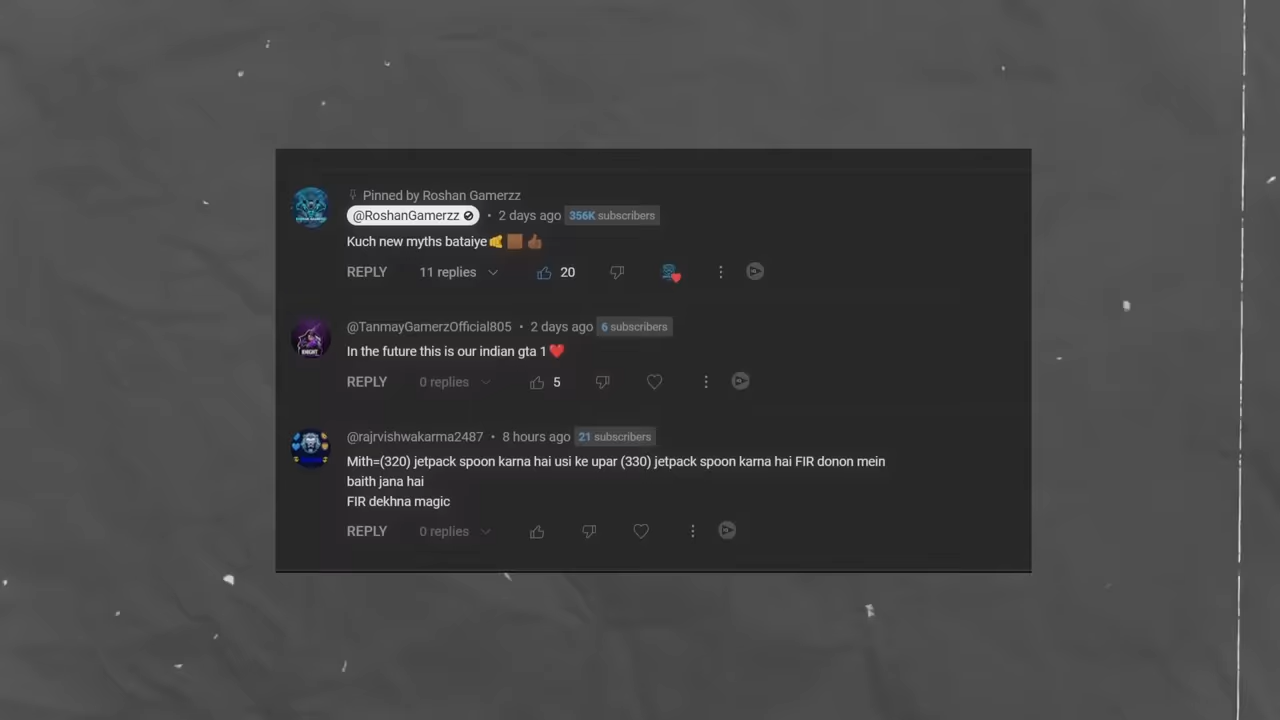 Pinned by Roshan Gamerzz
@RoshanGamerzz • 2 days ago 356K subscribers
Kuch new myths bataiye🫵🟫👍🏾
REPLY 11 replies 20
@TanmayGamerzOfficial805 • 2 days ago 6 subscribers
In the future this is our indian gta 1❤️
REPLY 0 replies 5
@rajrvishwakarma2487 • 8 hours ago 21 subscribers
Mith=(320) jetpack spoon karna hai usi ke upar (330) jetpack spoon karna hai FIR donon mein
baith jana hai
FIR dekhna magic
REPLY 0 replies